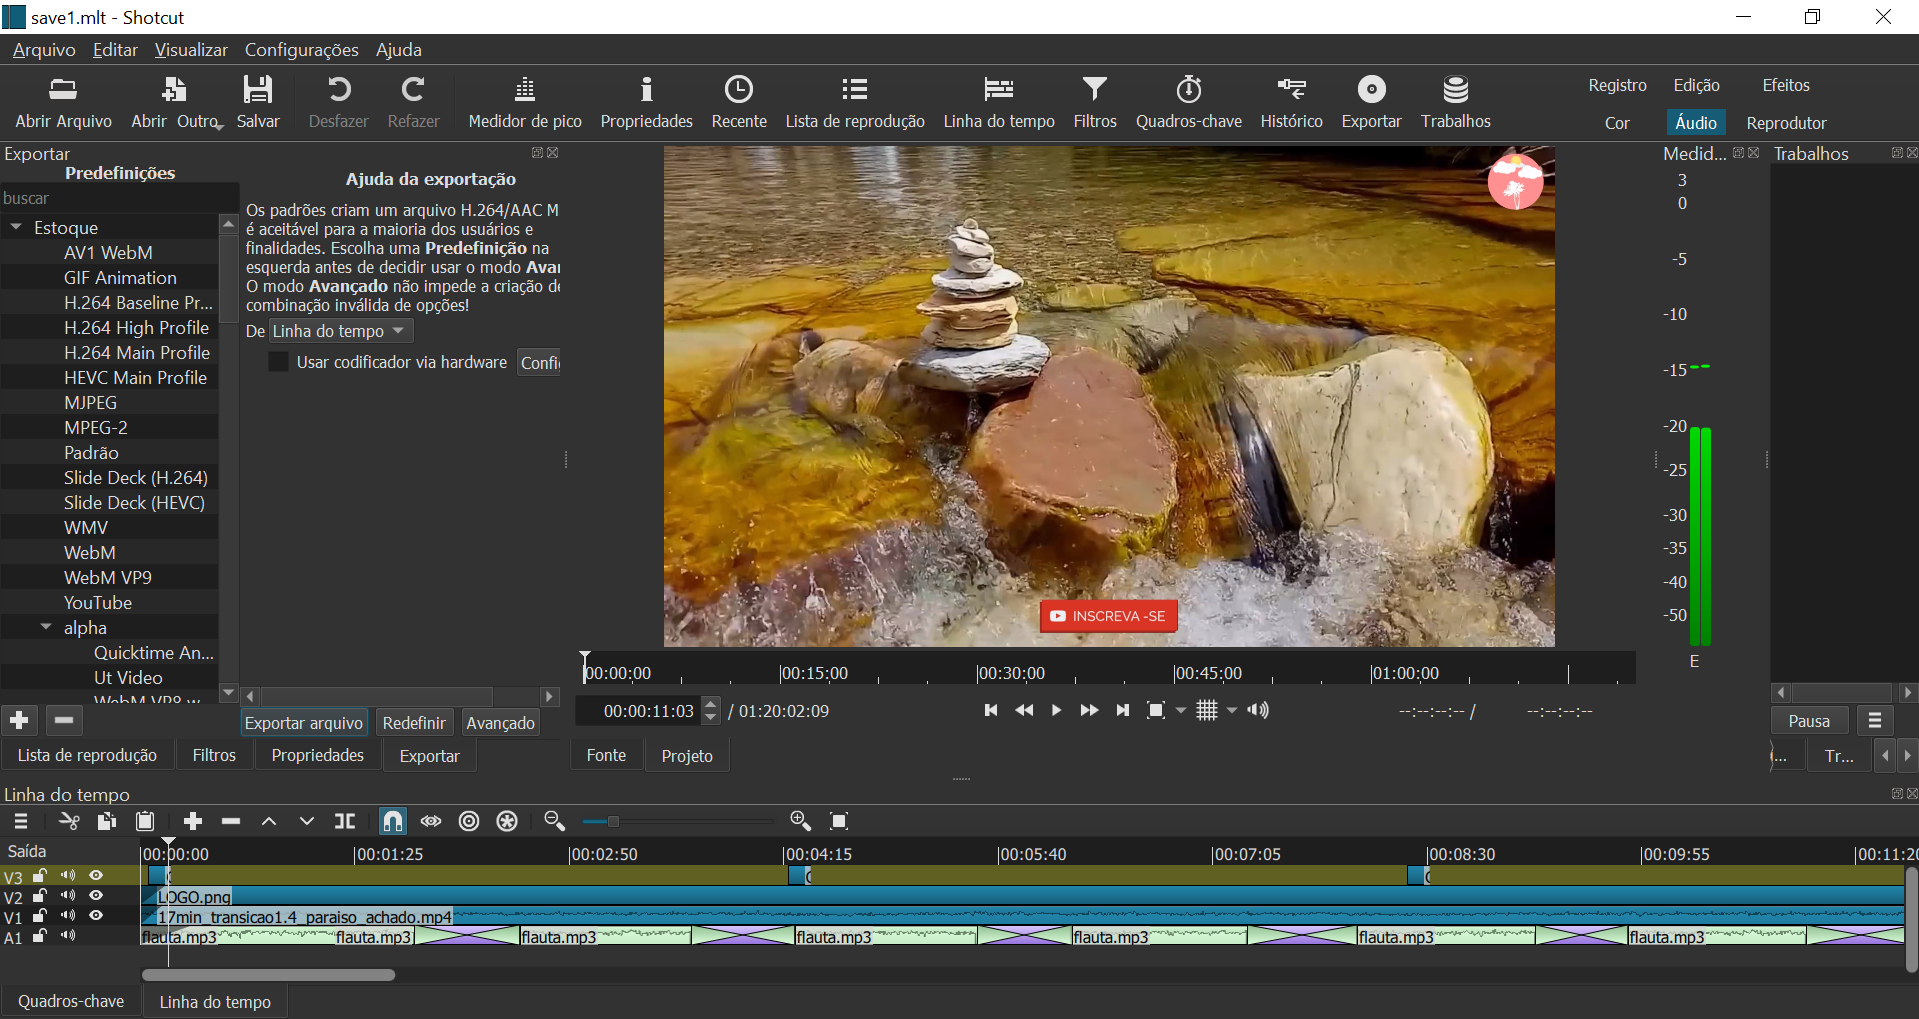 save1.mlt - Shotcut
Arquivo Editar Visualizar Configurações Ajuda
Abrir Arquivo Abrir Outro Salvar Desfazer Refazer Medidor de pico Propriedades Recente Lista de reprodução Linha do tempo Filtros Quadros-chave Histórico Exportar Trabalhos
Registro Edição Efeitos
Cor Áudio Reprodutor
Exportar
Predefinições
buscar
Estoque
AV1 WebM
GIF Animation
H.264 Baseline Pr...
H.264 High Profile
H.264 Main Profile
HEVC Main Profile
MJPEG
MPEG-2
Padrão
Slide Deck (H.264)
Slide Deck (HEVC)
WMV
WebM
WebM VP9
YouTube
alpha
Quicktime An...
Ut Video
Ajuda da exportação
Os padrões criam um arquivo H.264/AAC M
é aceitável para a maioria dos usuários e
finalidades. Escolha uma Predefinição na
esquerda antes de decidir usar o modo Ava
O modo Avançado não impede a criação de
combinação inválida de opções!
De Linha do tempo
Usar codificador via hardware Confi
Exportar arquivo Redefinir Avançado
Lista de reprodução Filtros Propriedades Exportar
INSCREVA -SE
00:00:00 00:15:00 00:30:00 00:45:00 01:00:00
00:00:11:03 / 01:20:02:09 --:--:--:-- / --:--:--:--
Fonte Projeto
Medid...
3
0
-5
-10
-15
-20
-25
-30
-35
-40
-50
E
Trabalhos
Pausa
Tr...
Linha do tempo
Saída
00:00:00 00:01:25 00:02:50 00:04:15 00:05:40 00:07:05 00:08:30 00:09:55 00:11:20
V3
V2 LOGO.png
V1 17min_transicao1.4_paraiso_achado.mp4
A1 flauta.mp3 flauta.mp3 flauta.mp3 flauta.mp3 flauta.mp3 flauta.mp3 flauta.mp3
Quadros-chave Linha do tempo